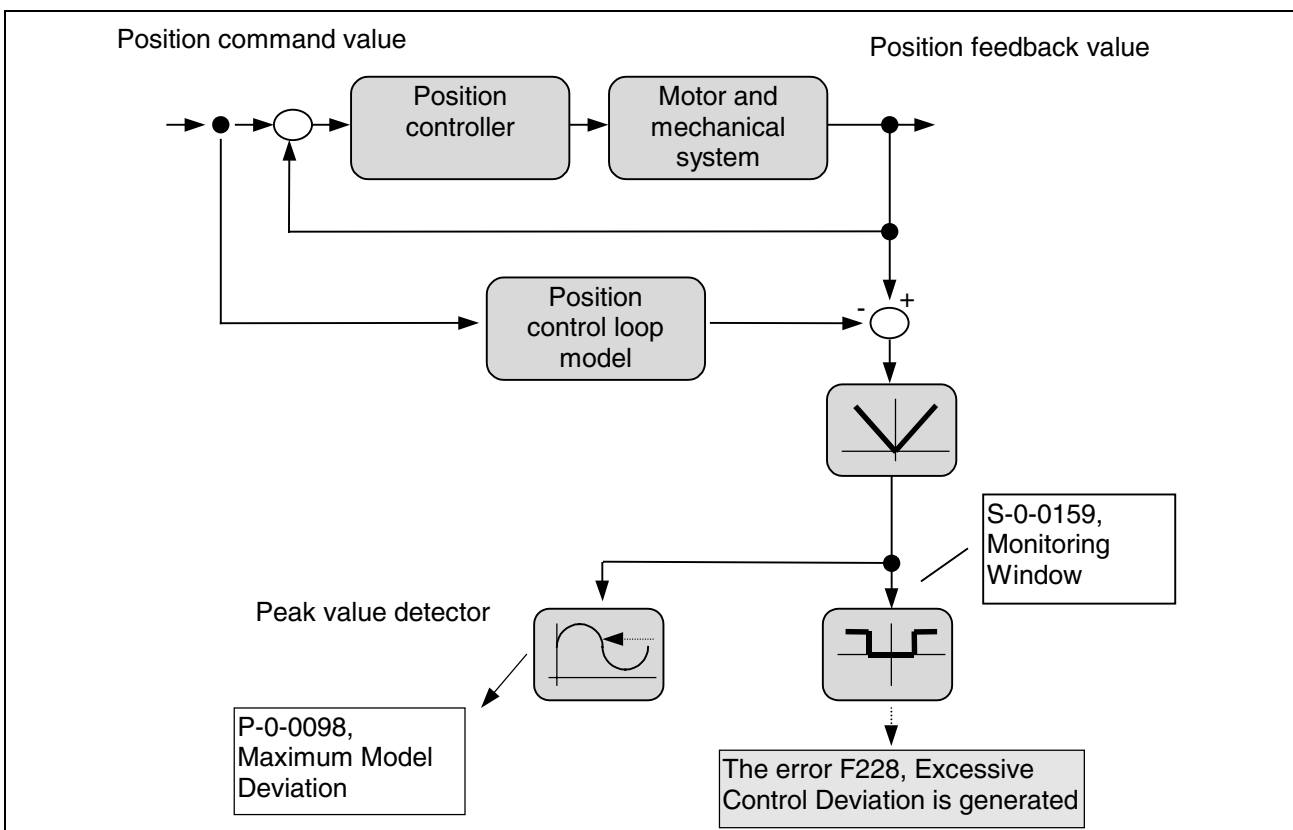 Position command value
Position feedback value
Position
controller
Motor and
mechanical
system
Position
control loop
model
- +
S-0-0159,
Monitoring
Window
Peak value detector
P-0-0098,
Maximum Model
Deviation
The error F228, Excessive
Control Deviation is generated